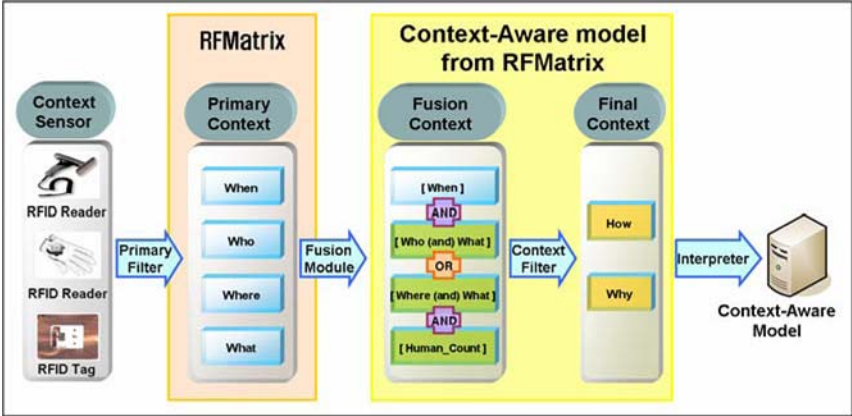 RFMatrix
Context-Aware model
from RFMatrix
Context
Sensor
RFID Reader
RFID Reader
RFID Tag
Primary
Filter
Primary
Context
When
Who
Where
What
Fusion
Module
Fusion
Context
[ When ]
AND
[ Who (and) What ]
OR
[ Where (and) What ]
AND
[ Human_Count ]
Context
Filter
Final
Context
How
Why
Interpreter
Context-Aware
Model